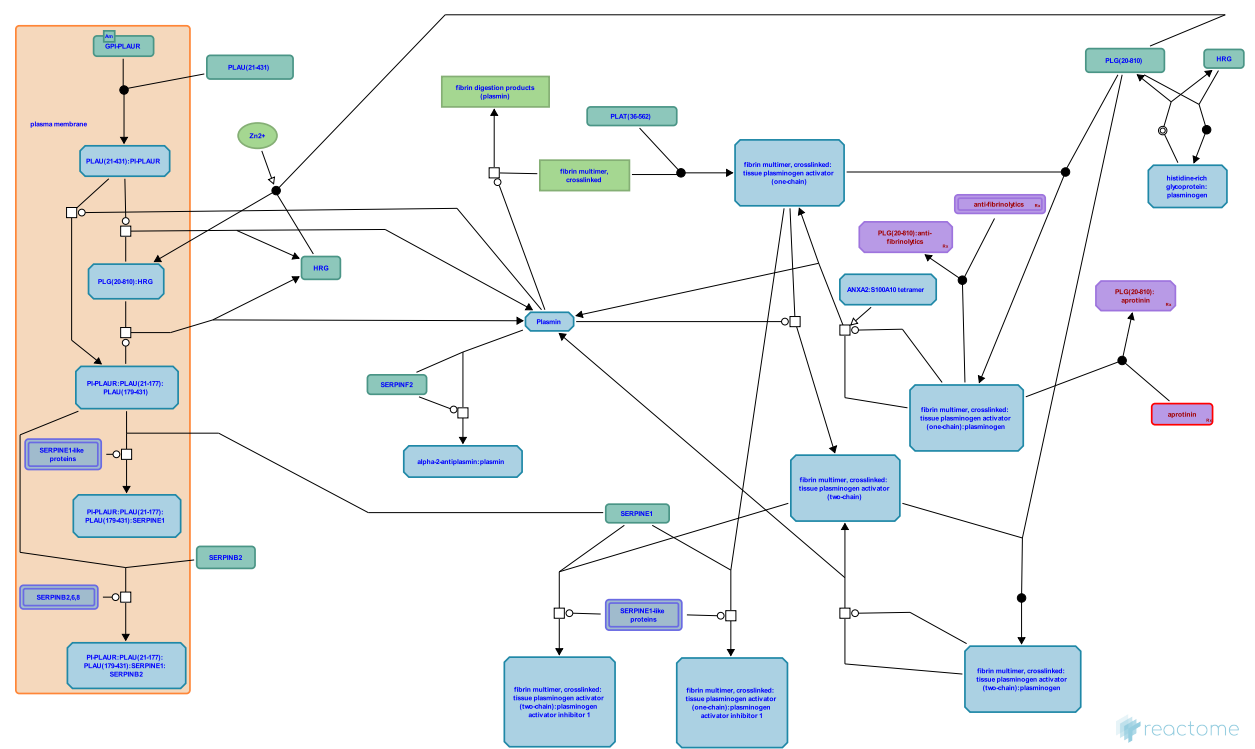 Am
GPI-PLAUR
PLAU(21-431)
plasma membrane
PLAU(21-431):PI-PLAUR
Zn2+
PLG(20-810):HRG
HRG
PI-PLAUR:PLAU(21-177):
PLAU(179-431)
SERPINE1-like
proteins
PI-PLAUR:PLAU(21-177):
PLAU(179-431):SERPINE1
SERPINB2
SERPINB2,6,8
PI-PLAUR:PLAU(21-177):
PLAU(179-431):SERPINE1:
SERPINB2
fibrin digestion products
(plasmin)
fibrin multimer,
crosslinked
PLAT(36-562)
fibrin multimer, crosslinked:
tissue plasminogen activator
(one-chain)
Plasmin
SERPINF2
alpha-2-antiplasmin:plasmin
SERPINE1
SERPINE1-like
proteins
fibrin multimer, crosslinked:
tissue plasminogen activator
(two-chain):plasminogen
activator inhibitor 1
fibrin multimer, crosslinked:
tissue plasminogen activator
(one-chain):plasminogen
activator inhibitor 1
fibrin multimer, crosslinked:
tissue plasminogen activator
(two-chain)
ANXA2:S100A10 tetramer
PLG(20-810):anti-
fibrinolytics
Rx
anti-fibrinolytics
Rx
fibrin multimer, crosslinked:
tissue plasminogen activator
(one-chain):plasminogen
fibrin multimer, crosslinked:
tissue plasminogen activator
(two-chain):plasminogen
PLG(20-810)
HRG
histidine-rich
glycoprotein:
plasminogen
PLG(20-810):
aprotinin
Rx
aprotinin
Rx
reactome